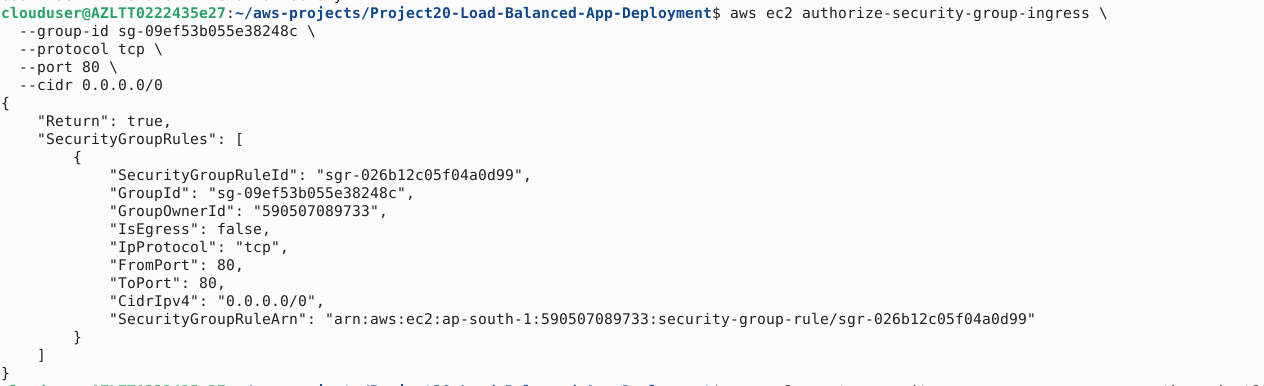 clouduser@AZLTT0222435e27:~/aws-projects/Project20-Load-Balanced-App-Deployment$ aws ec2 authorize-security-group-ingress \
  --group-id sg-09ef53b055e38248c \
  --protocol tcp \
  --port 80 \
  --cidr 0.0.0.0/0
{
    "Return": true,
    "SecurityGroupRules": [
        {
            "SecurityGroupRuleId": "sgr-026b12c05f04a0d99",
            "GroupId": "sg-09ef53b055e38248c",
            "GroupOwnerId": "590507089733",
            "IsEgress": false,
            "IpProtocol": "tcp",
            "FromPort": 80,
            "ToPort": 80,
            "CidrIpv4": "0.0.0.0/0",
            "SecurityGroupRuleArn": "arn:aws:ec2:ap-south-1:590507089733:security-group-rule/sgr-026b12c05f04a0d99"
        }
    ]
}